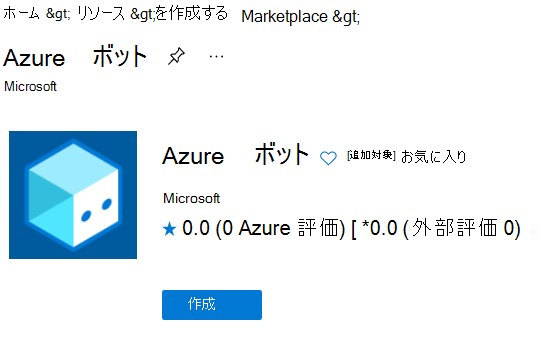 ホーム &gt; リソース &gt;を作成する Marketplace &gt;
Azure ボット ...
Microsoft
Azure ボット [追加対象] お気に入り
Microsoft
★ 0.0 (0 Azure 評価) [ *0.0 (外部評価 0)
作成